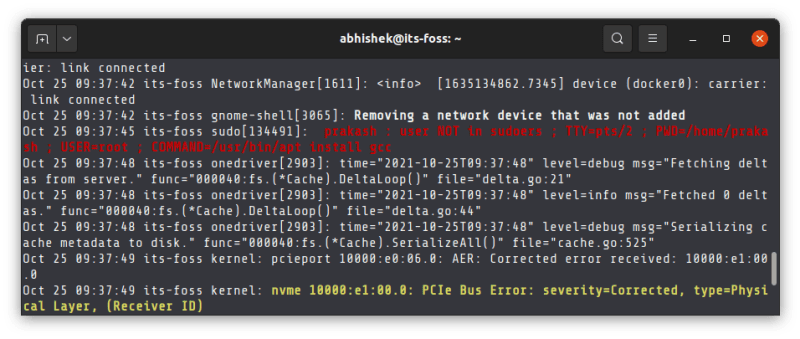 abhishek@its-foss: ~
ier: link connected
Oct 25 09:37:42 its-foss NetworkManager[1611]: <info>  [1635134862.7345] device (docker0): carrier:
 link connected
Oct 25 09:37:42 its-foss gnome-shell[3065]: Removing a network device that was not added
Oct 25 09:37:45 its-foss sudo[134491]:  prakash : user NOT in sudoers ; TTY=pts/2 ; PWD=/home/praka
sh ; USER=root ; COMMAND=/usr/bin/apt install gcc
Oct 25 09:37:48 its-foss onedriver[2903]: time="2021-10-25T09:37:48" level=debug msg="Fetching delt
as from server." func="000040:fs.(*Cache).DeltaLoop()" file="delta.go:21"
Oct 25 09:37:48 its-foss onedriver[2903]: time="2021-10-25T09:37:48" level=info msg="Fetched 0 delt
as." func="000040:fs.(*Cache).DeltaLoop()" file="delta.go:44"
Oct 25 09:37:48 its-foss onedriver[2903]: time="2021-10-25T09:37:48" level=debug msg="Serializing c
ache metadata to disk." func="000040:fs.(*Cache).SerializeAll()" file="cache.go:525"
Oct 25 09:37:49 its-foss kernel: pcieport 10000:e0:06.0: AER: Corrected error received: 10000:e1:00
.0
Oct 25 09:37:49 its-foss kernel: nvme 10000:e1:00.0: PCIe Bus Error: severity=Corrected, type=Physi
cal Layer, (Receiver ID)